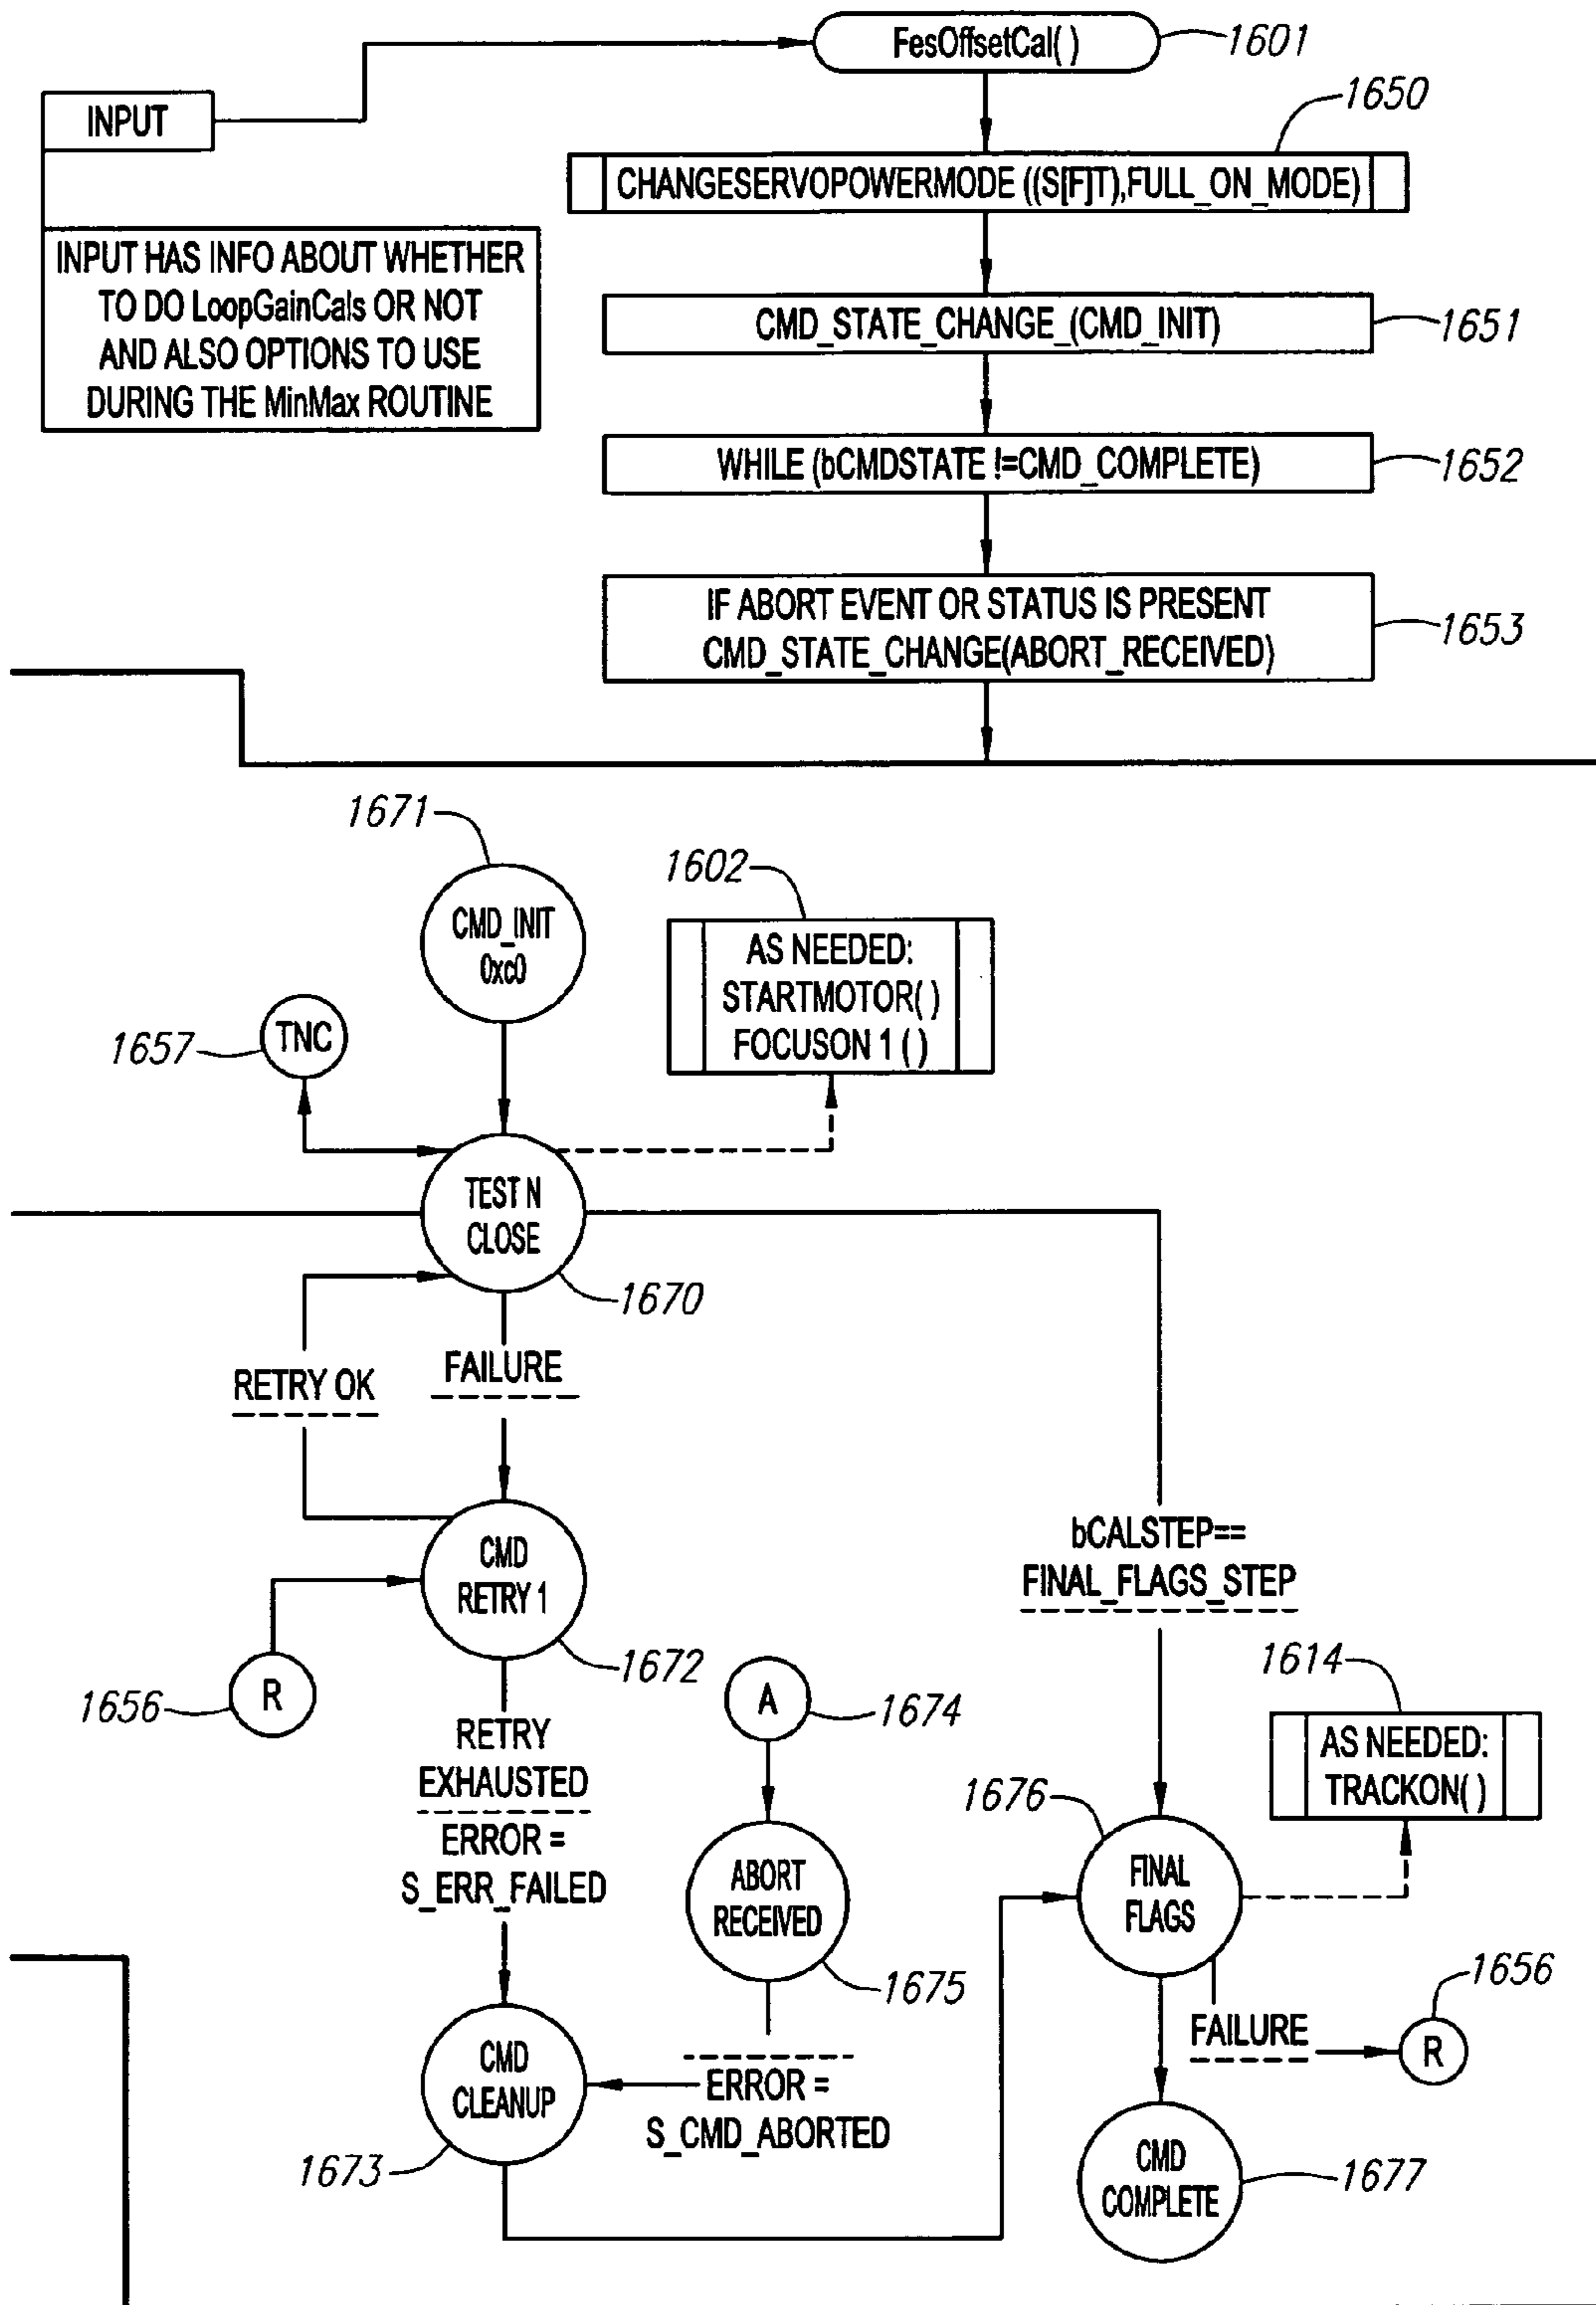 FesOffsetCal( )
1601
INPUT
1650
CHANGESERVOPOWERMODE ((S[F]T),FULL_ON_MODE)
INPUT HAS INFO ABOUT WHETHER
TO DO LoopGainCals OR NOT
AND ALSO OPTIONS TO USE
DURING THE MinMax ROUTINE
CMD_STATE_CHANGE_(CMD_INIT)
1651
WHILE (bCMDSTATE !=CMD_COMPLETE)
1652
IF ABORT EVENT OR STATUS IS PRESENT
CMD_STATE_CHANGE(ABORT_RECEIVED)
1653
1671
CMD_INIT
0xc0
1602
AS NEEDED:
STARTMOTOR( )
FOCUSON 1 ( )
1657
TNC
TEST N
CLOSE
1670
RETRY OK
FAILURE
CMD
RETRY 1
1672
1656
R
bCALSTEP==
FINAL_FLAGS_STEP
RETRY
EXHAUSTED
ERROR =
S_ERR_FAILED
A
1674
ABORT
RECEIVED
1675
1614
AS NEEDED:
TRACKON( )
1676
FINAL
FLAGS
FAILURE
1656
R
CMD
CLEANUP
1673
ERROR =
S_CMD_ABORTED
CMD
COMPLETE
1677